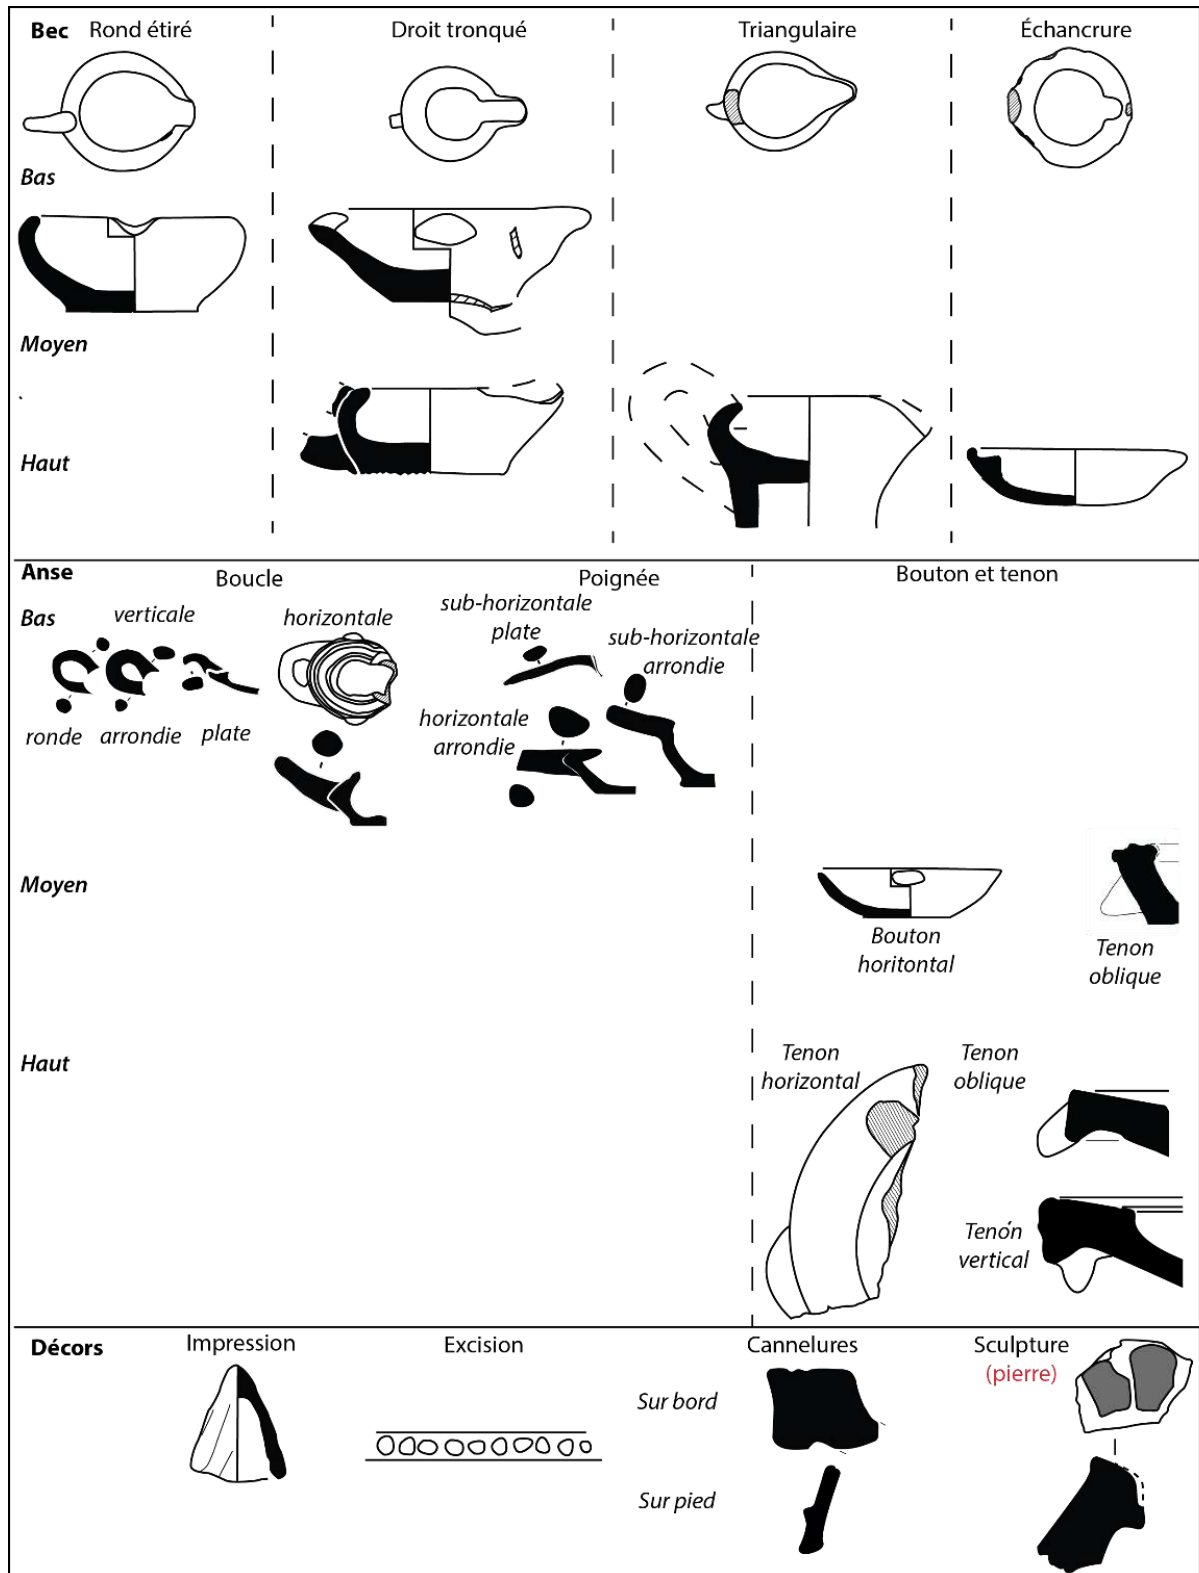 Bec Rond étiré Droit tronqué Triangulaire Échancrure
Bas
Moyen
Haut
Anse
Boucle Poignée Bouton et tenon
Bas
verticale horizontale
sub-horizontale
plate
sub-horizontale
arrondie
ronde arrondie plate
horizontale
arrondie
Moyen
Bouton
horitontal
Tenon
oblique
Haut
Tenon
horizontal
Tenon
oblique
Tenon
vertical
Décors Impression Excision Cannelures Sculpture
(pierre)
Sur bord
Sur pied